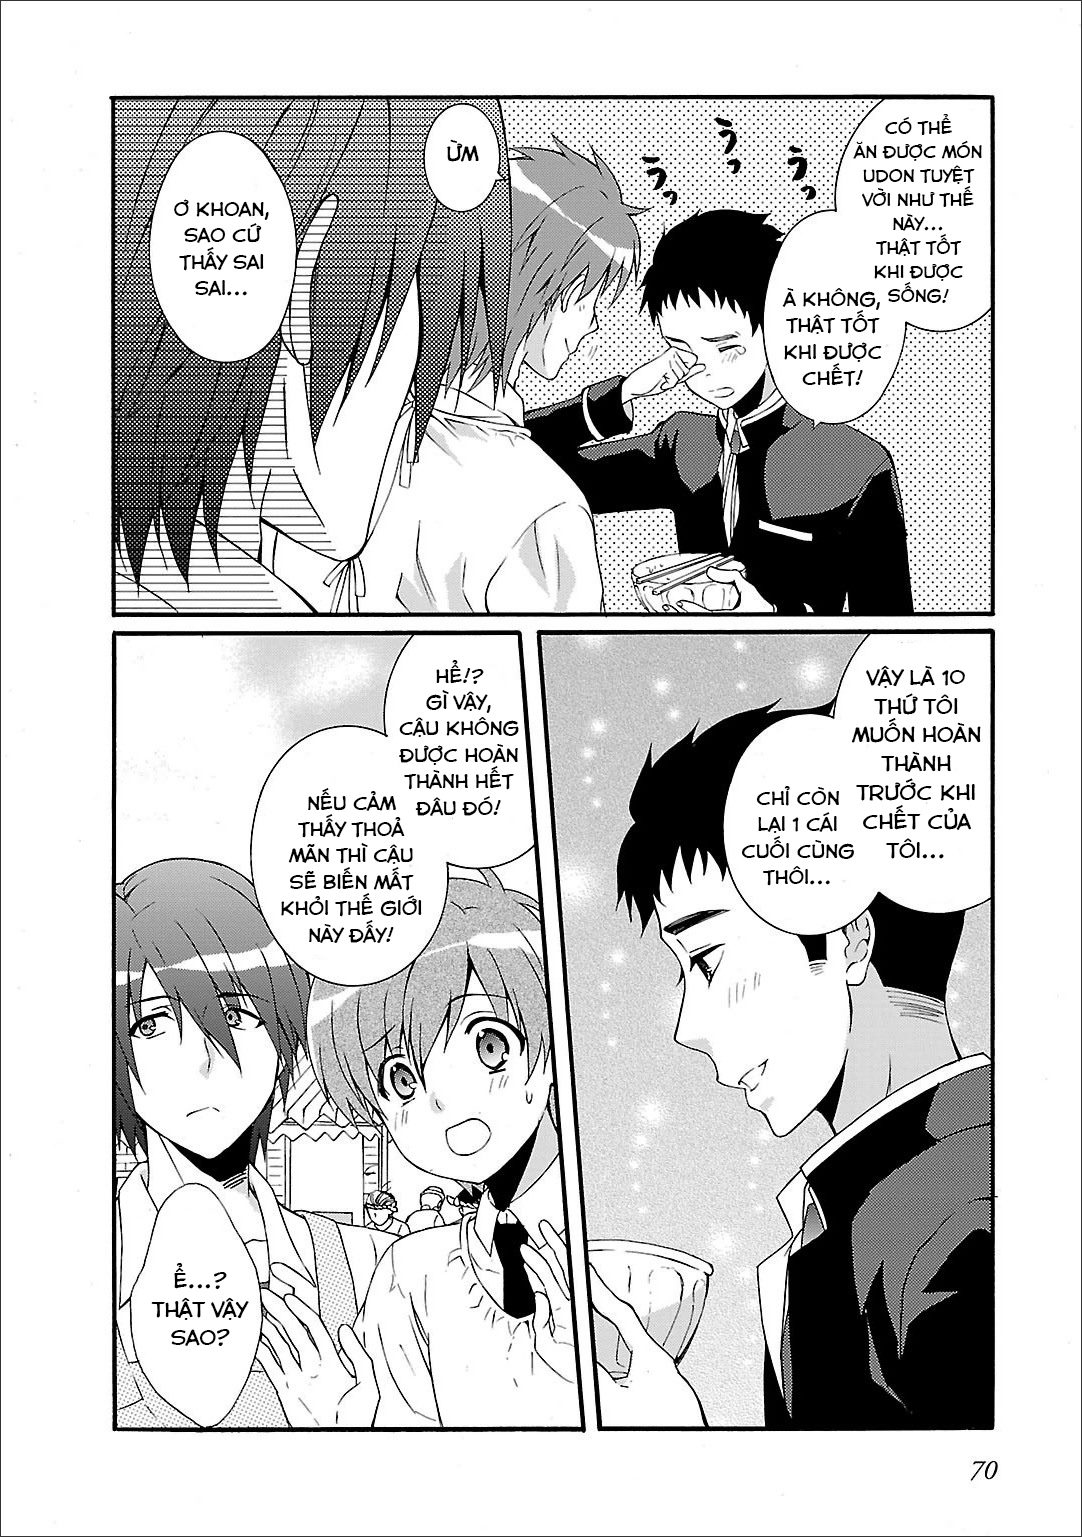 CÓ THỂ
ĂN ĐƯỢC MÓN
UDON TUYỆT
VỜI NHƯ THẾ
NÀY...
THẬT TỐT
KHI ĐƯỢC
SỐNG!
À KHÔNG,
THẬT TỐT
KHI ĐƯỢC
CHẾT!
うっ
うっ
うっ
ỪM
Ơ KHOAN,
SAO CỨ
THẤY SAI
SAI...
VẬY LÀ 10
THỨ TÔI
MUỐN HOÀN
THÀNH
TRƯỚC KHI
CHẾT CỦA
TÔI...
CHỈ CÒN
LẠI 1 CÁI
CUỐI CÙNG
THÔI...
HỂ!?
GÌ VẬY,
CẬU KHÔNG
ĐƯỢC HOÀN
THÀNH HẾT
ĐÂU ĐÓ!
NẾU CẢM
THẤY THOẢ
MÃN THÌ CẬU
SẼ BIẾN MẤT
KHỎI THẾ GIỚI
NÀY ĐẤY!
Ể...?
THẬT VẬY
SAO?
70